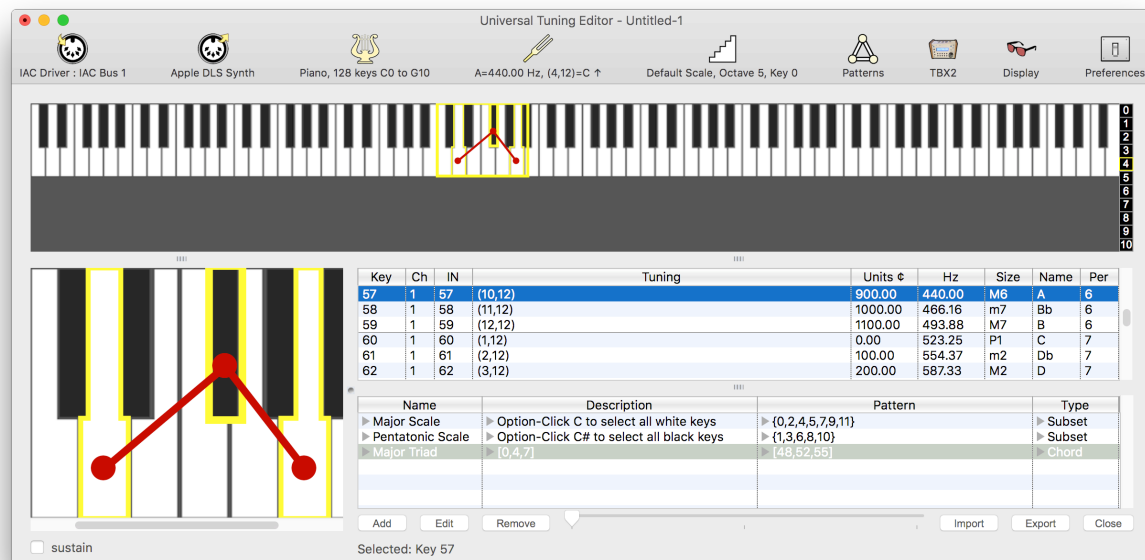 Universal Tuning Editor - Untitled-1
IAC Driver : IAC Bus 1 Apple DLS Synth Piano, 128 keys C0 to G10 A=440.00 Hz, (4,12)=C ↑ Default Scale, Octave 5, Key 0 Patterns TBX2 Display Preferences
0
1
2
3
4
5
6
7
8
9
10
Key Ch IN Tuning Units ¢ Hz Size Name Per
57 1 57 (10,12) 900.00 440.00 M6 A 6
58 1 58 (11,12) 1000.00 466.16 m7 Bb 6
59 1 59 (12,12) 1100.00 493.88 M7 B 6
60 1 60 (1,12) 0.00 523.25 P1 C 7
61 1 61 (2,12) 100.00 554.37 m2 Db 7
62 1 62 (3,12) 200.00 587.33 M2 D 7
Name Description Pattern Type
Major Scale Option-Click C to select all white keys {0,2,4,5,7,9,11} Subset
Pentatonic Scale Option-Click C# to select all black keys {1,3,6,8,10} Subset
Major Triad [0,4,7] [48,52,55] Chord
Add Edit Remove Import Export Close
sustain Selected: Key 57